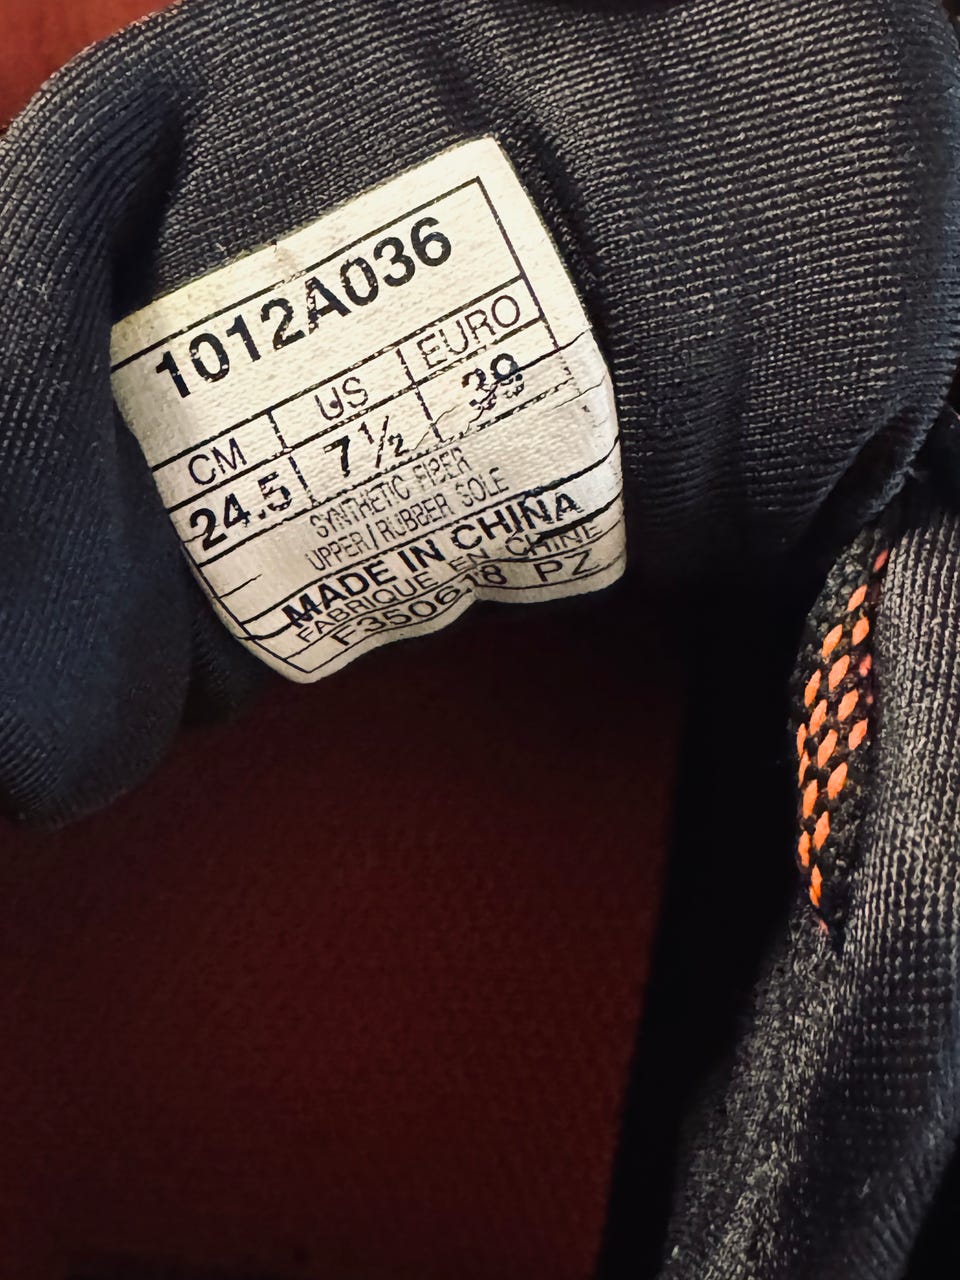 1012A036
CM US EURO
24.5 7½ 39
SYNTHETIC FIBER
UPPER/RUBBER SOLE
MADE IN CHINA
FABRIQUE EN CHINE
PZ